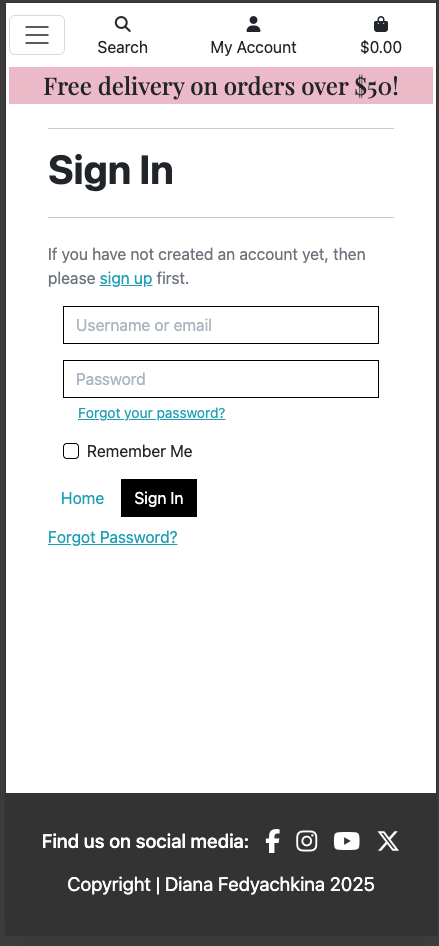 Search
My Account
$0.00
Free delivery on orders over $50!
Sign In
If you have not created an account yet, then
please sign up first.
Username or email
Password
Forgot your password?
Remember Me
Home
Sign In
Forgot Password?
Find us on social media:
Copyright | Diana Fedyachkina 2025